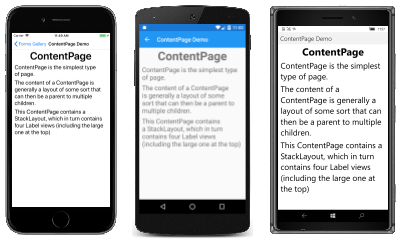 Forms Gallery ContentPage Demo
ContentPage
ContentPage is the simplest type
of page.
The content of a ContentPage is
generally a layout of some sort that
can then be a parent to multiple
children.
This ContentPage contains a
StackLayout, which in turn contains
four Label views (including the large
one at the top)
ContentPage Demo
ContentPage
ContentPage is the simplest type
of page.
The content of a ContentPage
is generally a layout of some sort
that can then be a parent to
multiple children.
This ContentPage contains
a StackLayout, which in turn
contains four Label views
(including the large one at the top)
ContentPage Demo
ContentPage
ContentPage is the simplest
type of page.
The content of a
ContentPage is generally a
layout of some sort that can
then be a parent to multiple
children.
This ContentPage contains a
StackLayout, which in turn
contains four Label views
(including the large one at
the top)